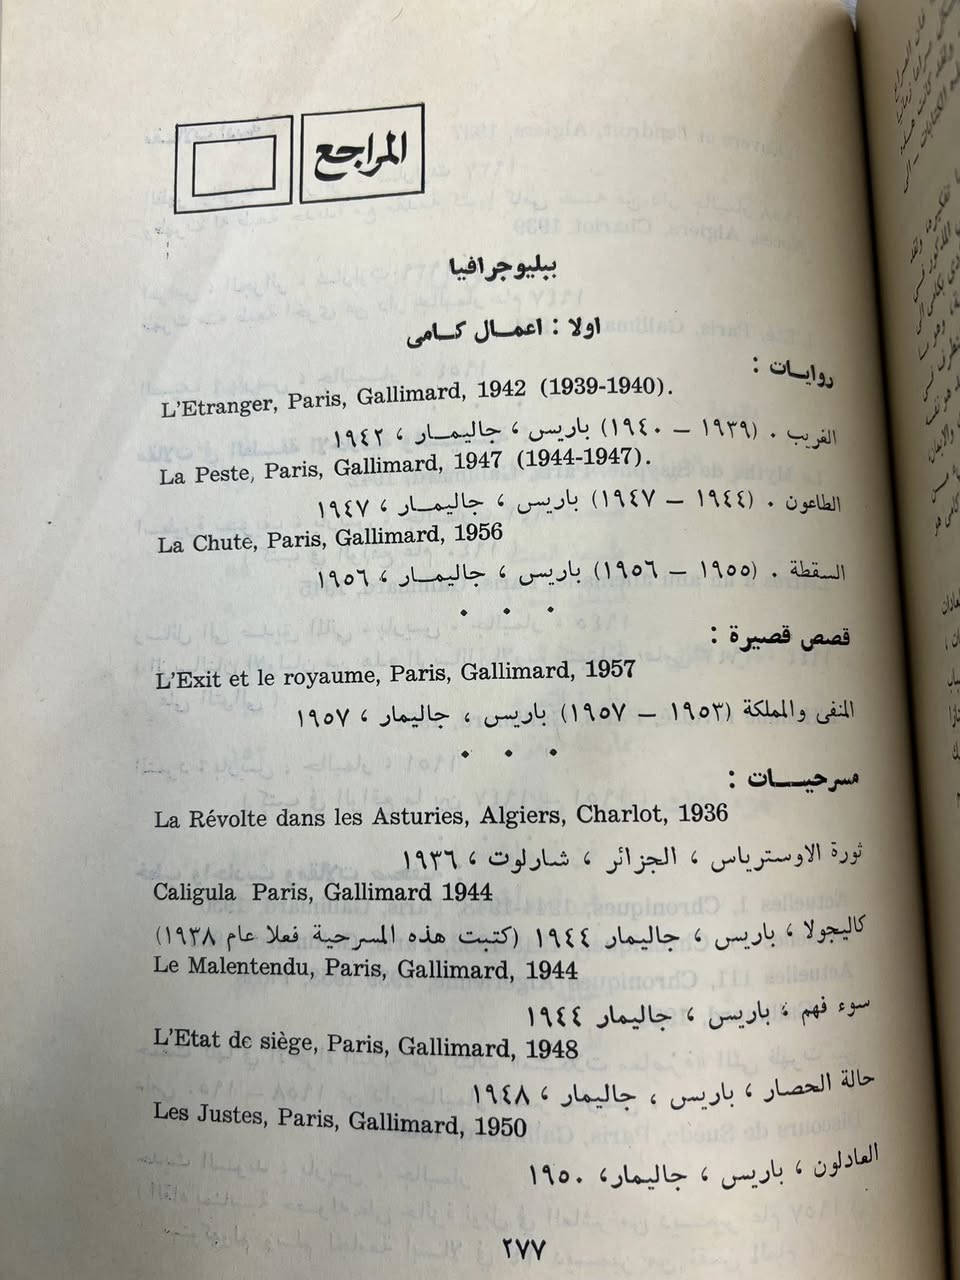 المراجع
ببليوجرافيا
اولا : اعمال كامى
روايات :
L'Etranger, Paris, Gallimard, 1942 (1939-1940).
الغريب . (١٩٣٩ – ١٩٤٠) باريس ، جاليمار ، ١٩٤٢
La Peste, Paris, Gallimard, 1947 (1944-1947).
الطاعون . (١٩٤٤ – ١٩٤٧) باريس ، جاليمار ، ١٩٤٧
La Chute, Paris, Gallimard, 1956
السقطة . (١٩٥٥ – ١٩٥٦) باريس ، جاليمار ، ١٩٥٦
قصص قصيرة :
L'Exit et le royaume, Paris, Gallimard, 1957
المنفى والمملكة (١٩٥٣ – ١٩٥٧) باريس ، جاليمار ، ١٩٥٧
مسرحيات :
La Révolte dans les Asturies, Algiers, Charlot, 1936
ثورة الاوسترياس ، الجزائر ، شارلوت ، ١٩٣٦
Caligula Paris, Gallimard 1944
كاليجولا ، باريس ، جاليمار ١٩٤٤ (كتبت هذه المسرحية فعلا عام ١٩٣٨)
Le Malentendu, Paris, Gallimard, 1944
سوء فهم ؛ باريس ، جاليمار ١٩٤٤
L'Etat de siège, Paris, Gallimard, 1948
حالة الحصار ، باريس ، جاليمار ، ١٩٤٨
Les Justes, Paris, Gallimard, 1950
العادلون ، باريس ، جاليمار، ١٩٥٠
٢٧٧